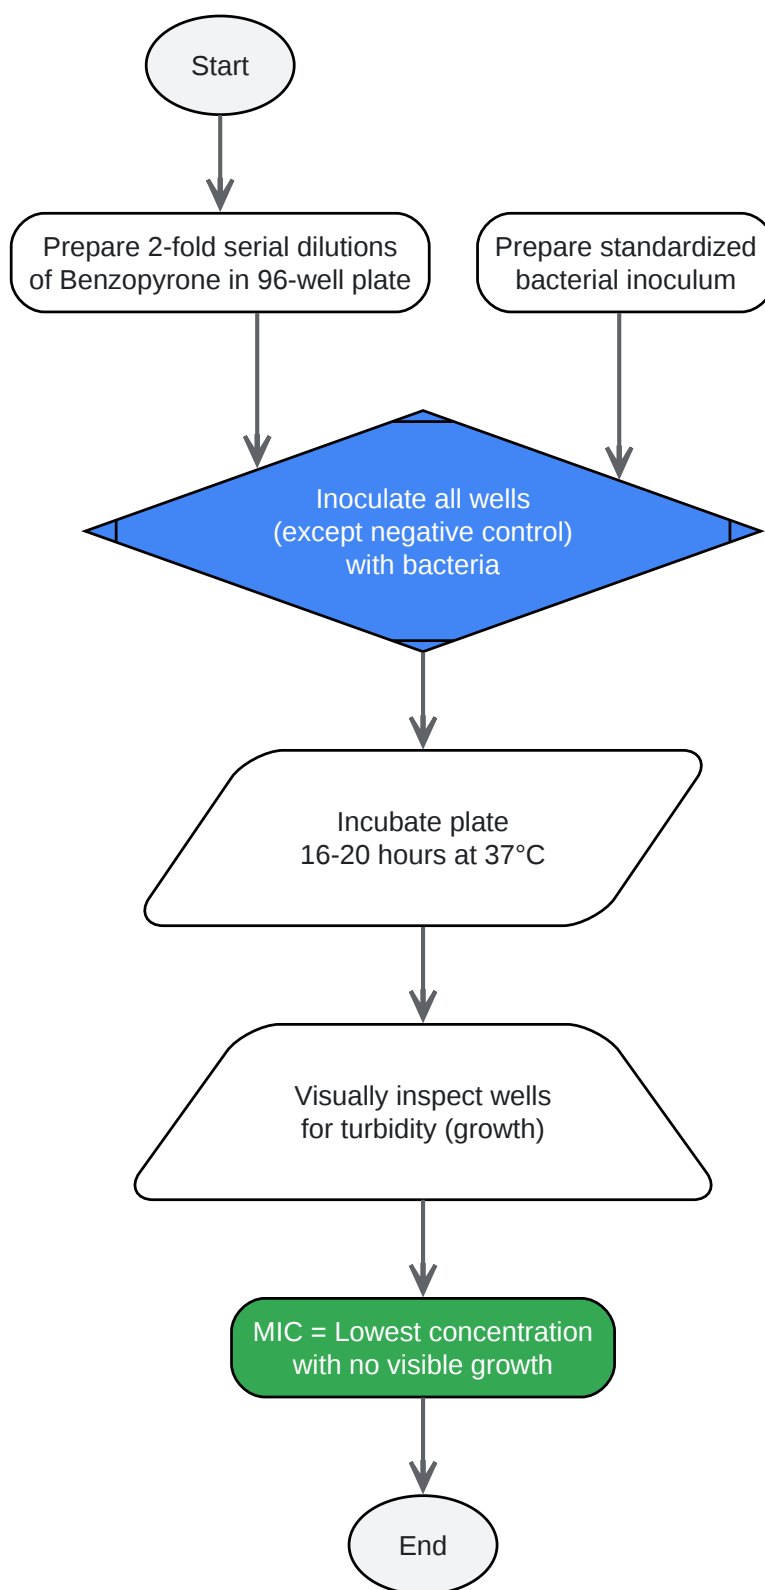 Start
Prepare 2-fold serial dilutions
of Benzopyrone in 96-well plate
Prepare standardized
bacterial inoculum
Inoculate all wells
(except negative control)
with bacteria
Incubate plate
16-20 hours at 37°C
Visually inspect wells
for turbidity (growth)
MIC = Lowest concentration
with no visible growth
End